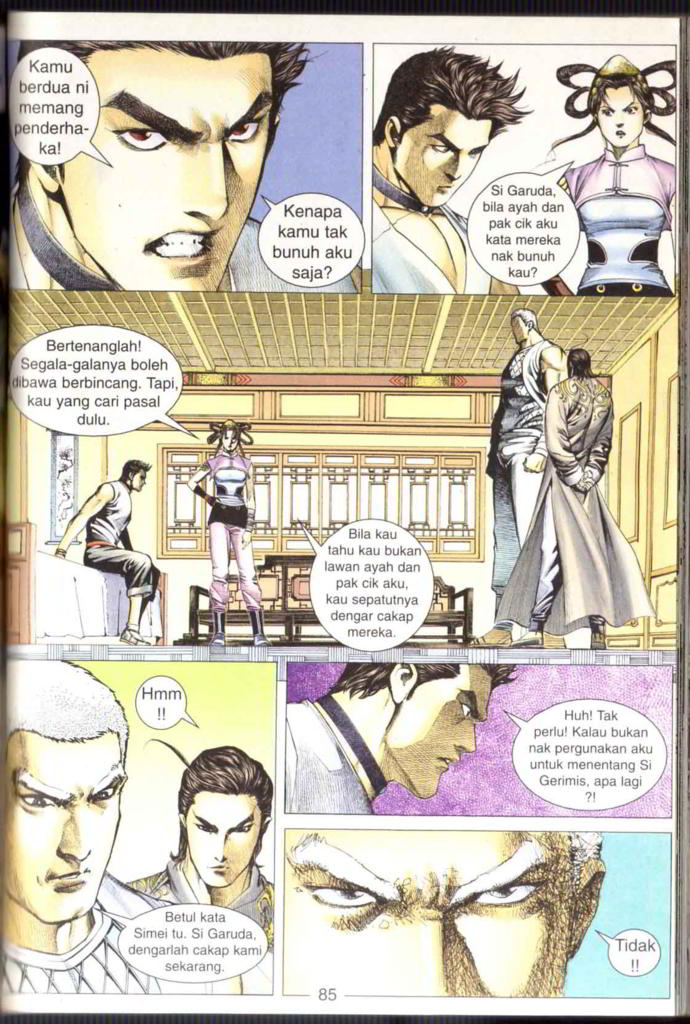 Kamu
berdua ni
memang
penderha-
ka!
Kenapa
kamu tak
bunuh aku
saja?
Si Garuda,
bila ayah dan
pak cik aku
kata mereka
nak bunuh
kau?
Bertenanglah!
Segala-galanya boleh
dibawa berbincang. Tapi,
kau yang cari pasal
dulu.
Bila kau
tahu kau bukan
lawan ayah dan
pak cik aku,
kau sepatutnya
dengar cakap
mereka.
Hmm
!!
Betul kata
Simei tu. Si Garuda,
dengarlah cakap kami
sekarang.
Huh! Tak
perlu! Kalau bukan
nak pergunakan aku
untuk menentang Si
Gerimis, apa lagi
?!
Tidak
!!
85